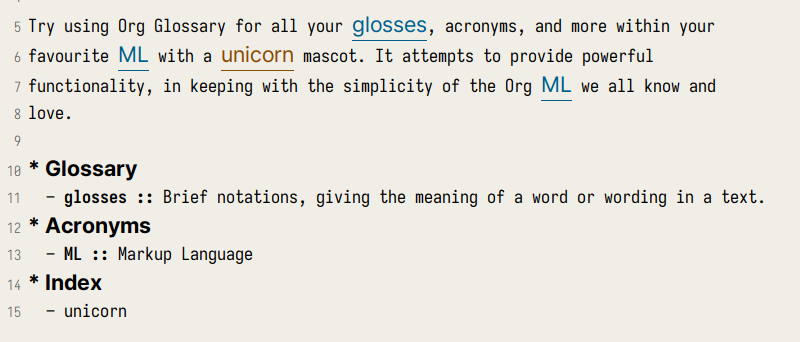 5 Try using Org Glossary for all your glosses, acronyms, and more within your
6 favourite ML with a unicorn mascot. It attempts to provide powerful
7 functionality, in keeping with the simplicity of the Org ML we all know and
8 love.
9
10 * Glossary
11 – glosses :: Brief notations, giving the meaning of a word or wording in a text.
12 * Acronyms
13 – ML :: Markup Language
14 * Index
15 – unicorn